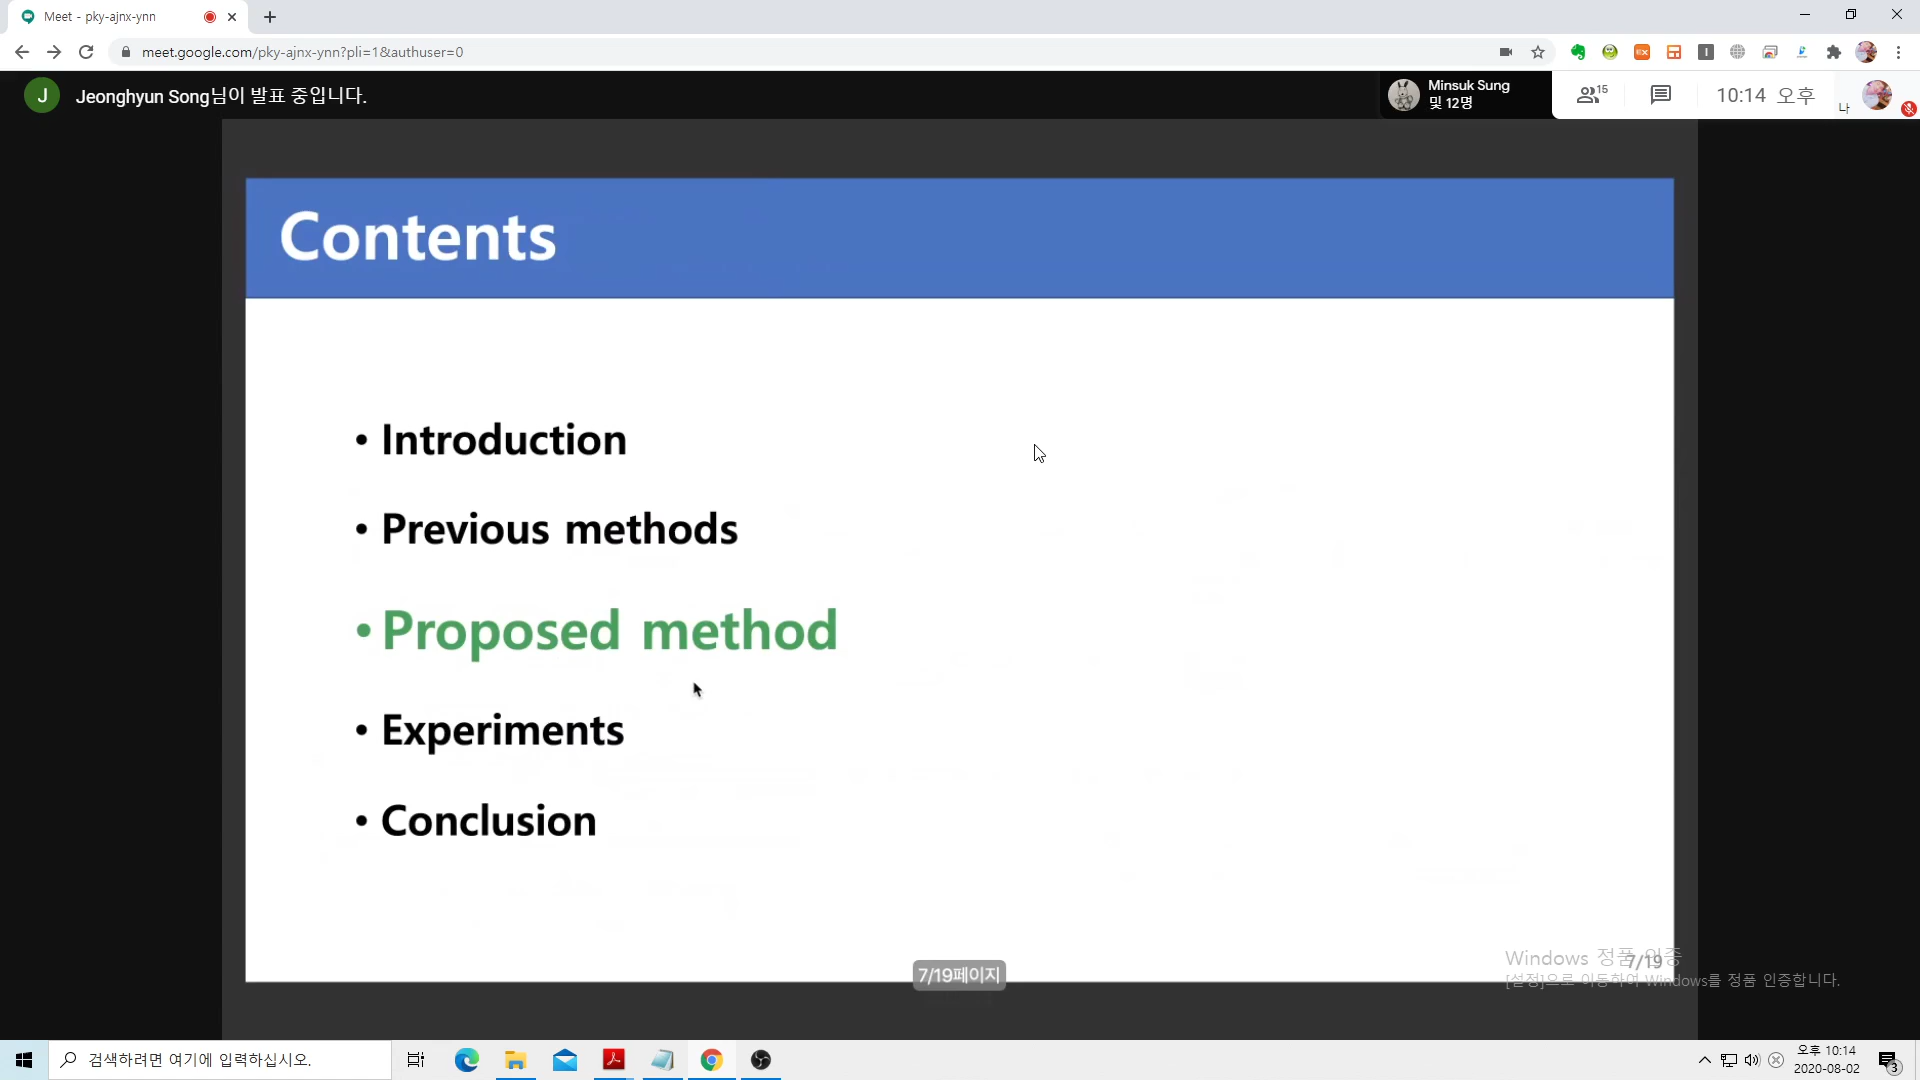 Meet - pky-ajnx-ynn
meet.google.com/pky-ajnx-ynn?pli=1&authuser=0
J
Jeonghyun Song님이 발표 중입니다.
Minsuk Sung
및 12명
15
10:14 오후
나
Contents
• Introduction
• Previous methods
• Proposed method
• Experiments
• Conclusion
7/19페이지
7/19
Windows 정품 인증
[설정]으로 이동하여 Windows를 정품 인증합니다.
검색하려면 여기에 입력하십시오.
오후 10:14
2020-08-02
3